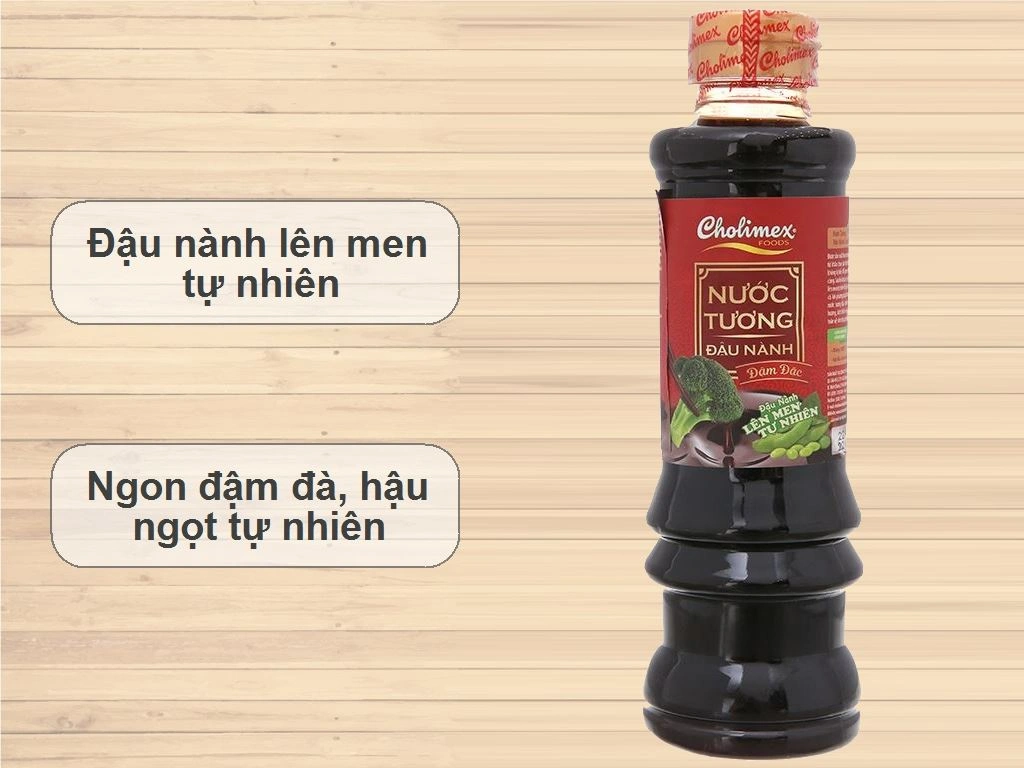 Cholimex
Cholimex
Đậu nành lên men
tự nhiên
Ngon đậm đà, hậu
ngọt tự nhiên
Cholimex
FOODS
NƯỚC
TƯƠNG
ĐẬU NÀNH
Đậm Đặc
Đậu Nành
LÊN MEN
TỰ NHIÊN